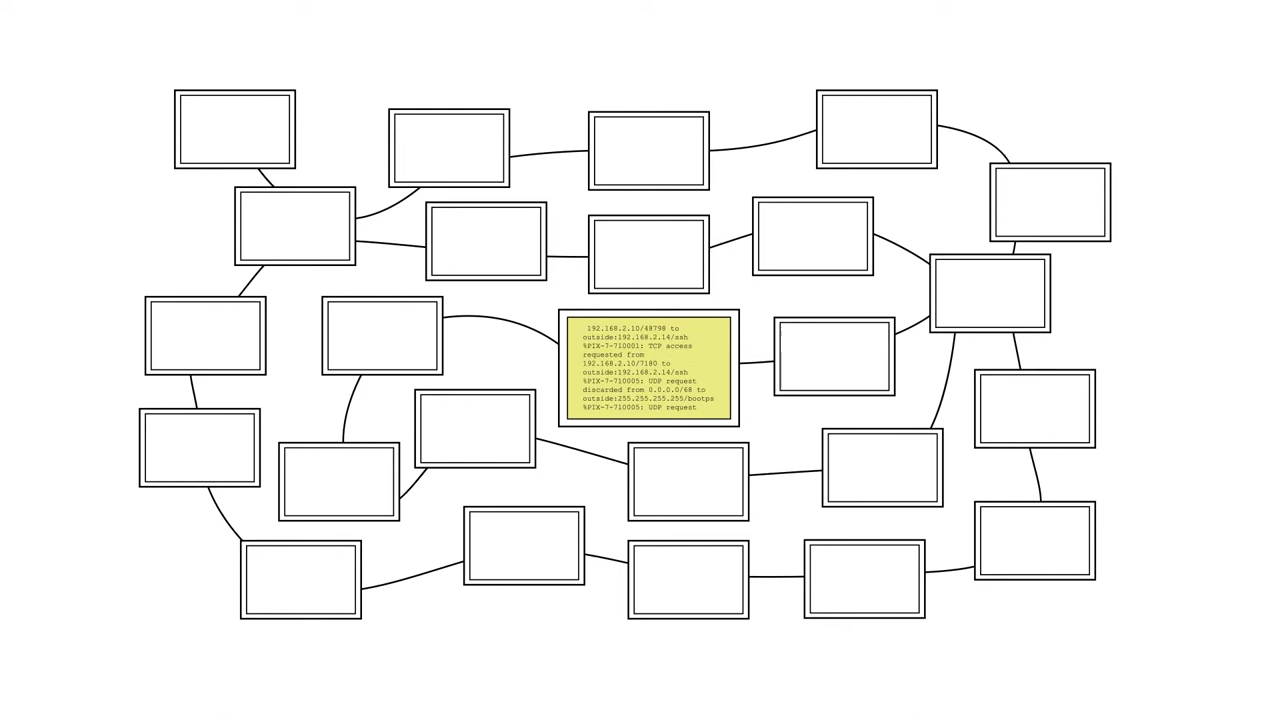 192.168.2.10/48798 to
outside:192.168.2.14/ssh
%PIX-7-710001: TCP access
requested from
192.168.2.10/7180 to
outside:192.168.2.14/ssh
%PIX-7-710005: UDP request
discarded from 0.0.0.0/68 to
outside:255.255.255.255/bootps
%PIX-7-710005: UDP request